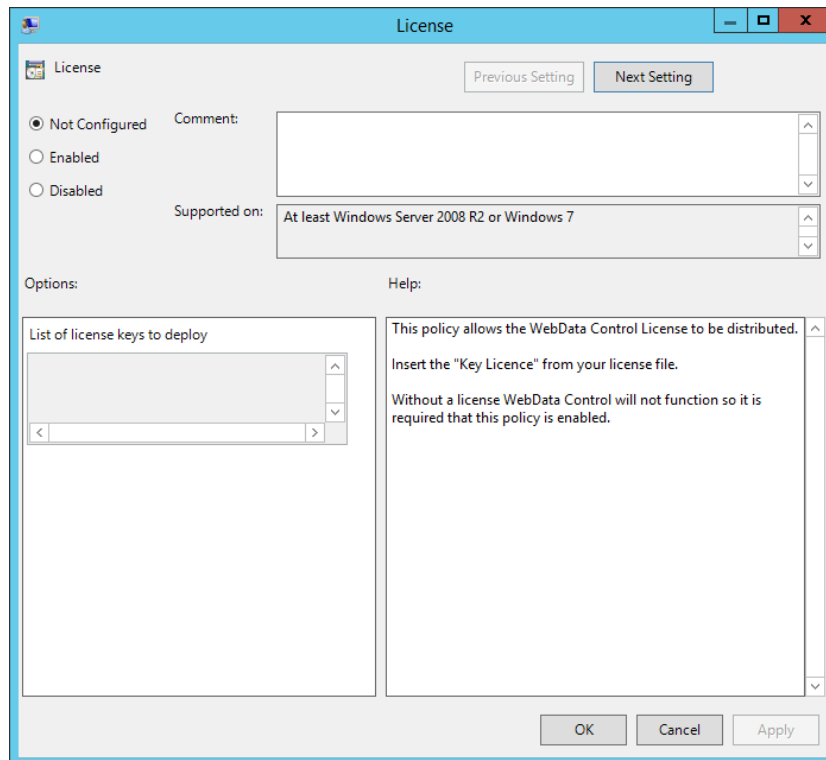 License
License
Previous Setting
Next Setting
Not Configured
Comment:
Enabled
Disabled
Supported on:
At least Windows Server 2008 R2 or Windows 7
Options:
Help:
List of license keys to deploy
This policy allows the WebData Control License to be distributed.
Insert the "Key Licence" from your license file.
Without a license WebData Control will not function so it is
required that this policy is enabled.
OK
Cancel
Apply